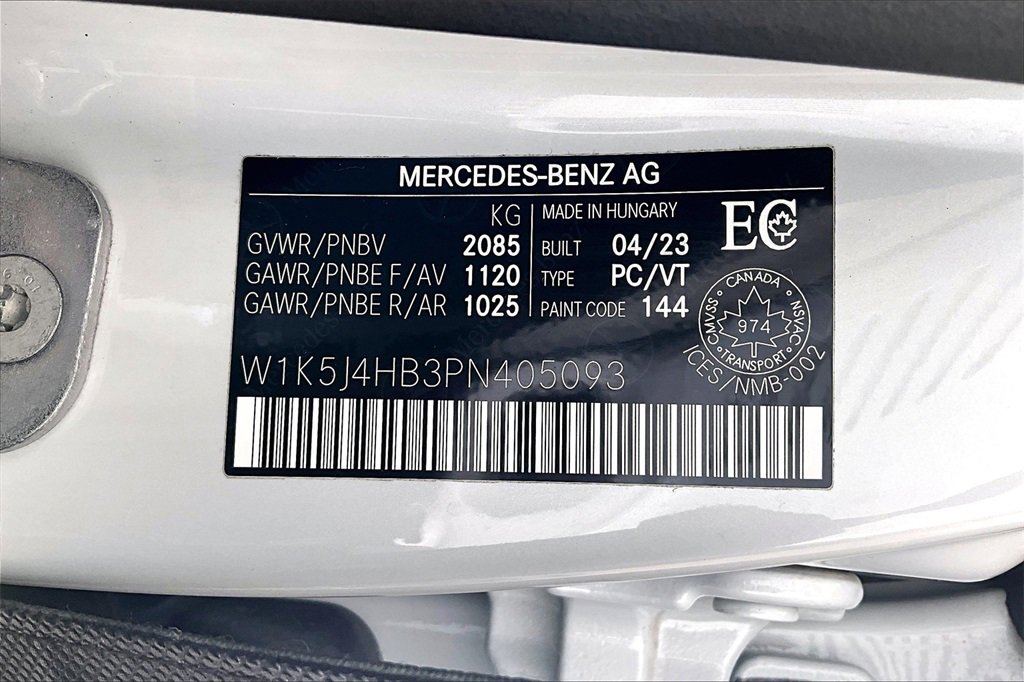 MERCEDES-BENZ AG
KG
GVWR/PNBV 2085
GAWR/PNBE F/AV 1120
GAWR/PNBE R/AR 1025
MADE IN HUNGARY
BUILT 04/23
TYPE PC/VT
PAINT CODE 144
EC
CANADA
CMVSS
974
NSVAC
TRANSPORT
ICES/NMB-002
W1K5J4HB3PN405093